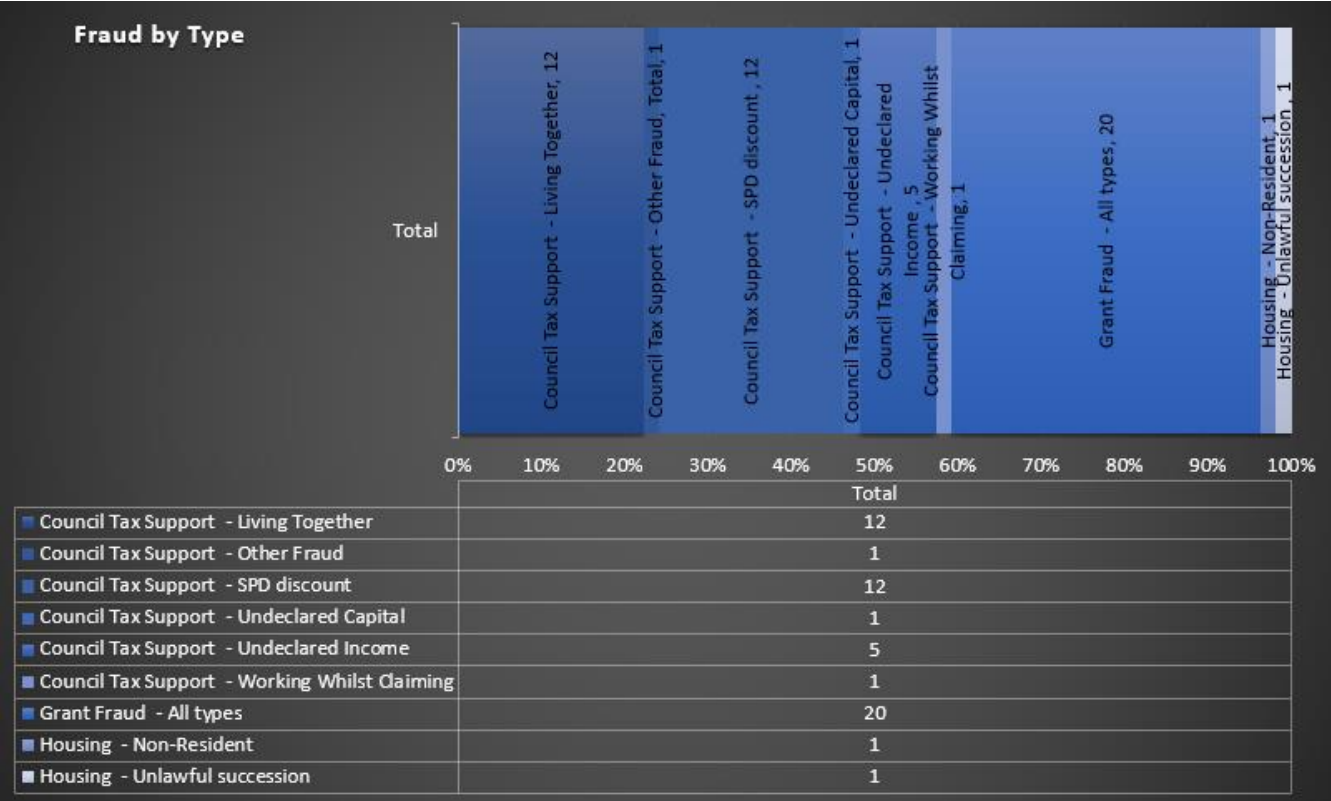 Fraud by Type
Total
Council Tax Support - Living Together, 12
Council Tax Support - Other Fraud, Total, 1
Council Tax Support - SPD discount , 12
Council Tax Support - Undeclared Capital, 1
Council Tax Support - Undeclared
Income , 5
Council Tax Support - Working Whilst
Claiming, 1
Grant Fraud - All types, 20
Housing - Non-Resident, 1
Housing - Unlawful succession , 1
0% 10% 20% 30% 40% 50% 60% 70% 80% 90% 100%
Total
Council Tax Support - Living Together 12
Council Tax Support - Other Fraud 1
Council Tax Support - SPD discount 12
Council Tax Support - Undeclared Capital 1
Council Tax Support - Undeclared Income 5
Council Tax Support - Working Whilst Claiming 1
Grant Fraud - All types 20
Housing - Non-Resident 1
Housing - Unlawful succession 1